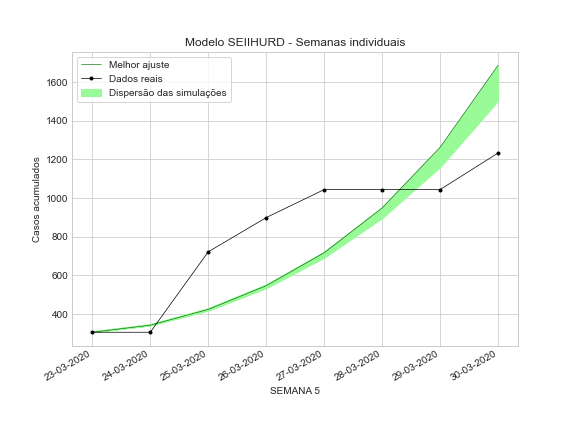 Modelo SEIIHURD - Semanas individuais
Melhor ajuste
Dados reais
Dispersão das simulações
Casos acumulados
1600
1400
1200
1000
800
600
400
23-03-2020
24-03-2020
25-03-2020
26-03-2020
27-03-2020
28-03-2020
29-03-2020
30-03-2020
SEMANA 5